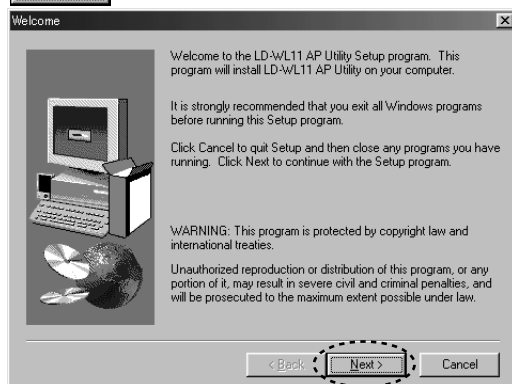 Welcome
Welcome to the LD-WL11 AP Utility Setup program. This
program will install LD-WL11 AP Utility on your computer.
It is strongly recommended that you exit all Windows programs
before running this Setup program.
Click Cancel to quit Setup and then close any programs you have
running. Click Next to continue with the Setup program.
WARNING: This program is protected by copyright law and
international treaties.
Unauthorized reproduction or distribution of this program, or any
portion of it, may result in severe civil and criminal penalties, and
will be prosecuted to the maximum extent possible under law.
< Back Next > Cancel